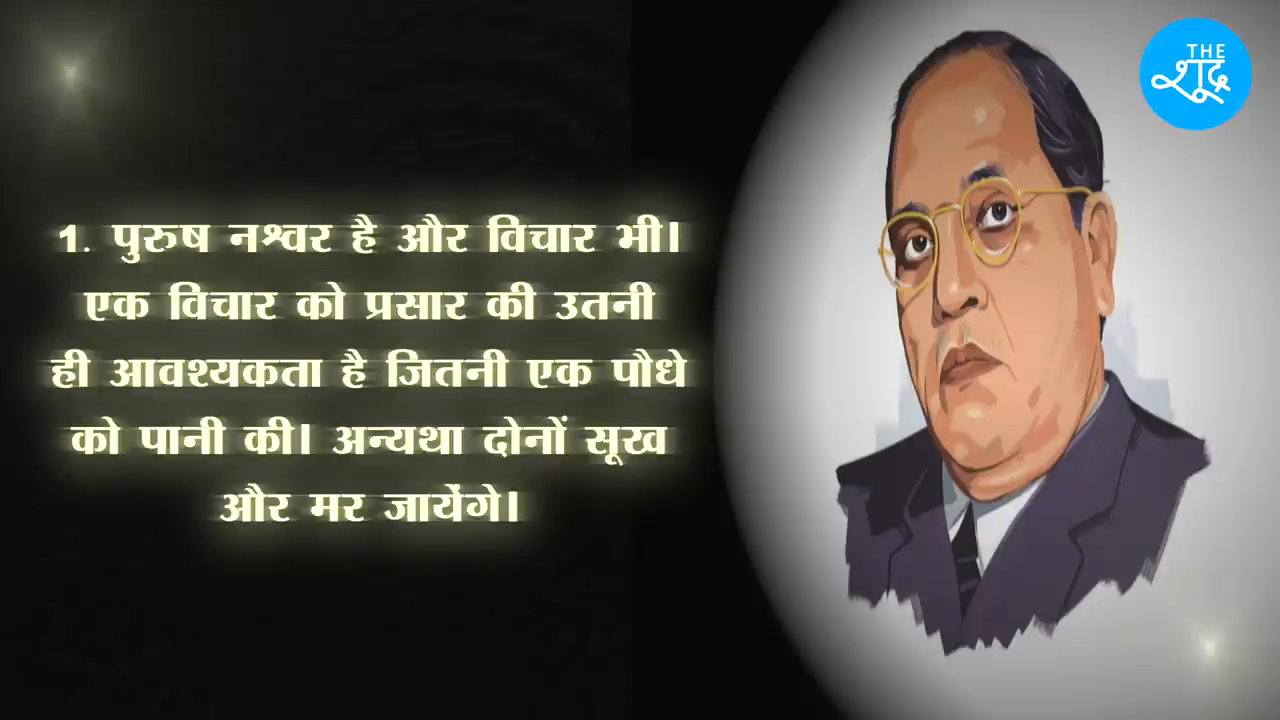 THE
शूद्र
1. पुरुष नश्वर है और विचार भी।
एक विचार को प्रसार की उतनी
ही आवश्यकता है जितनी एक पौधे
को पानी की। अन्यथा दोनों सूख
और मर जायेंगे।